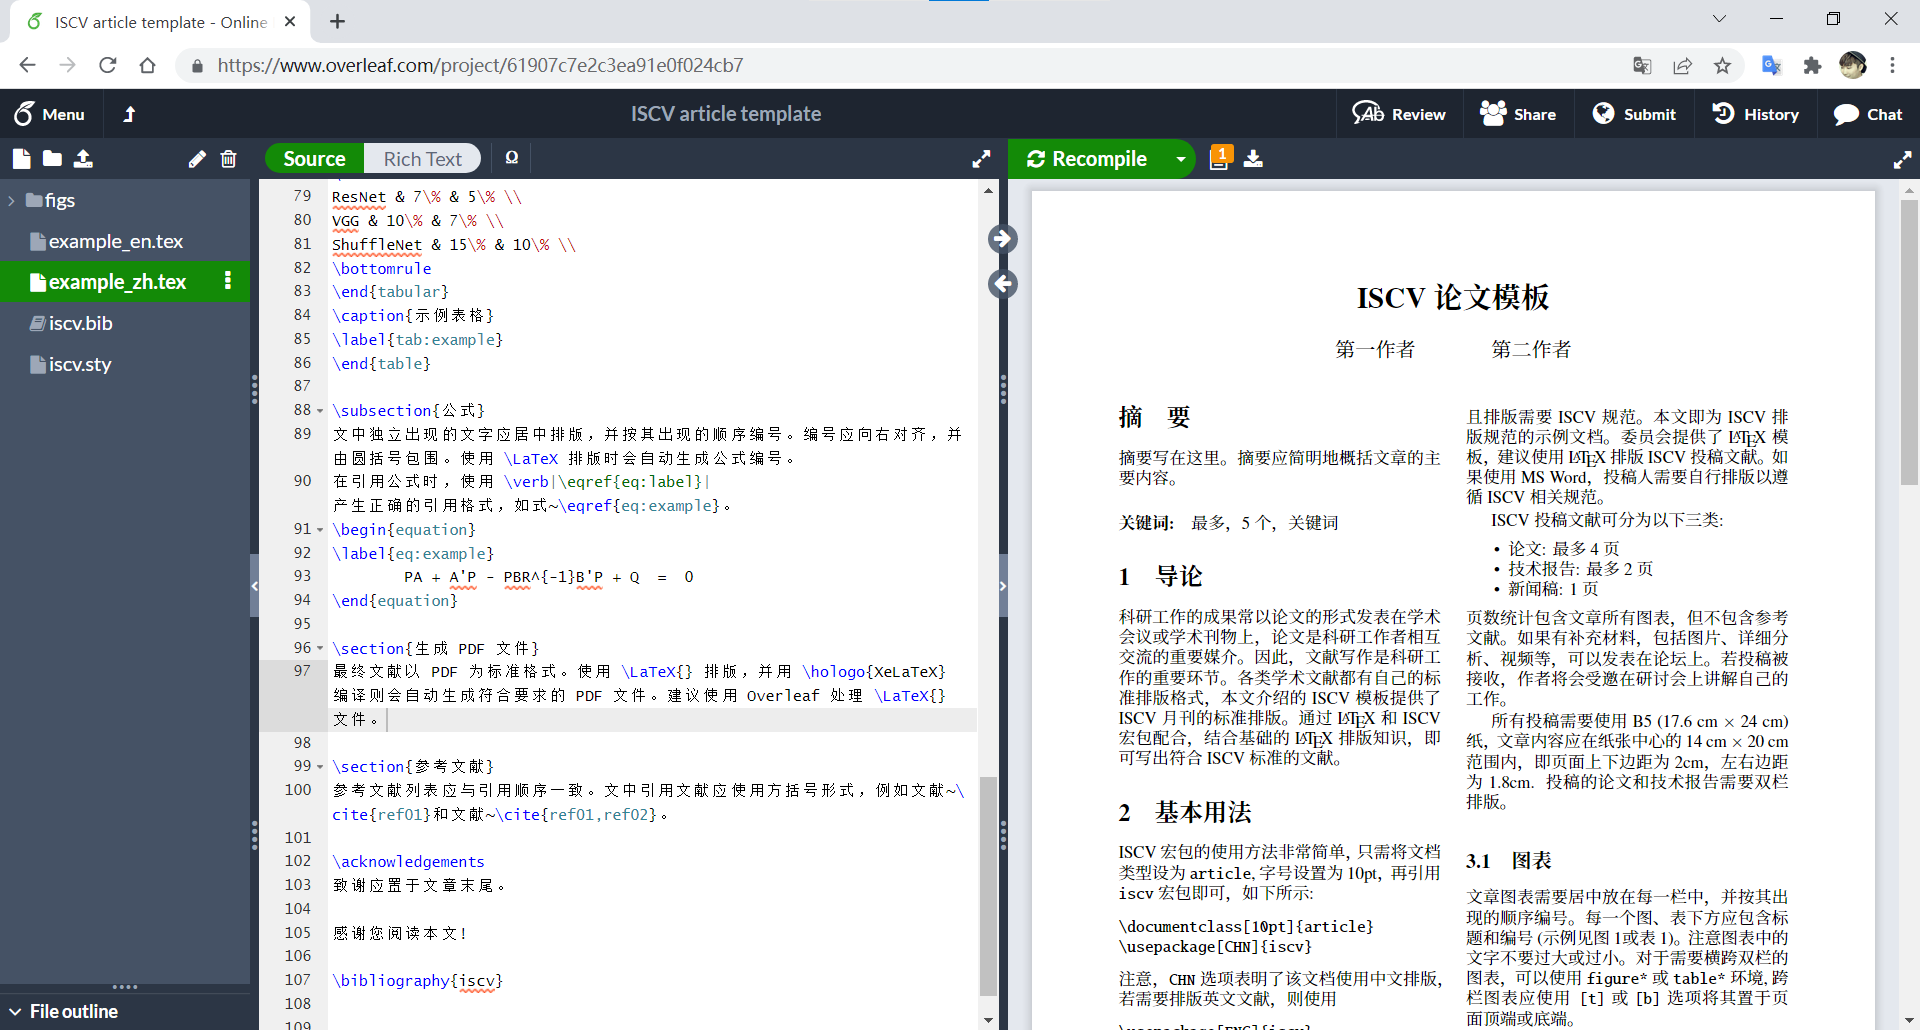 ISCV article template - Online
https://www.overleaf.com/project/61907c7e2c3ea91e0f024cb7
Menu
ISCV article template
Review
Share
Submit
History
Chat
Source
Rich Text
Ω
Recompile
1
figs
example_en.tex
example_zh.tex
iscv.bib
iscv.sty
File outline
79 ResNet & 7\% & 5\% \\
80 VGG & 10\% & 7\% \\
81 ShuffleNet & 15\% & 10\% \\
82 \bottomrule
83 \end{tabular}
84 \caption{示例表格}
85 \label{tab:example}
86 \end{table}
87
88 \subsection{公式}
89 文中独立出现的文字应居中排版，并按其出现的顺序编号。编号应向右对齐，并
由圆括号包围。使用 \LaTeX 排版时会自动生成公式编号。
90 在引用公式时，使用 \verb|\eqref{eq:label}|
产生正确的引用格式，如式~\eqref{eq:example}。
91 \begin{equation}
92 \label{eq:example}
93 PA + A'P - PBR^{-1}B'P + Q = 0
94 \end{equation}
95
96 \section{生成 PDF 文件}
97 最终文献以 PDF 为标准格式。使用 \LaTeX{} 排版，并用 \hologo{XeLaTeX}
编译则会自动生成符合要求的 PDF 文件。建议使用 Overleaf 处理 \LaTeX{}
文件。
98
99 \section{参考文献}
100 参考文献列表应与引用顺序一致。文中引用文献应使用方括号形式，例如文献~\
cite{ref01}和文献~\cite{ref01,ref02}。
101
102 \acknowledgements
103 致谢应置于文章末尾。
104
105 感谢您阅读本文！
106
107 \bibliography{iscv}
108
109
ISCV 论文模板
第一作者 第二作者
摘 要
摘要写在这里。摘要应简明地概括文章的主
要内容。
关键词： 最多，5 个，关键词
1 导论
科研工作的成果常以论文的形式发表在学术
会议或学术刊物上，论文是科研工作者相互
交流的重要媒介。因此，文献写作是科研工
作的重要环节。各类学术文献都有自己的标
准排版格式，本文介绍的 ISCV 模板提供了
ISCV 月刊的标准排版。通过 LATEX 和 ISCV
宏包配合，结合基础的 LATEX 排版知识，即
可写出符合 ISCV 标准的文献。
2 基本用法
ISCV 宏包的使用方法非常简单，只需将文档
类型设为 article，字号设置为 10pt，再引用
iscv 宏包即可，如下所示:
\documentclass[10pt]{article}
\usepackage[CHN]{iscv}
注意，CHN 选项表明了该文档使用中文排版，
若需要排版英文文献，则使用
\usepackage[ENG]{iscv}
且排版需要 ISCV 规范。本文即为 ISCV 排
版规范的示例文档。委员会提供了 LATEX 模
板，建议使用 LATEX 排版 ISCV 投稿文献。如
果使用 MS Word，投稿人需要自行排版以遵
循 ISCV 相关规范。
ISCV 投稿文献可分为以下三类:
• 论文: 最多 4 页
• 技术报告: 最多 2 页
• 新闻稿: 1 页
页数统计包含文章所有图表，但不包含参考
文献。如果有补充材料，包括图片、详细分
析、视频等，可以发表在论坛上。若投稿被
接收，作者将会受邀在研讨会上讲解自己的
工作。
所有投稿需要使用 B5 (17.6 cm × 24 cm)
纸，文章内容应在纸张中心的 14 cm × 20 cm
范围内，即页面上下边距为 2cm，左右边距
为 1.8cm. 投稿的论文和技术报告需要双栏
排版。
3.1 图表
文章图表需要居中放在每一栏中，并按其出
现的顺序编号。每一个图、表下方应包含标
题和编号 (示例见图 1或表 1)。注意图表中的
文字不要过大或过小。对于需要横跨双栏的
图表，可以使用 figure* 或 table* 环境，跨
栏图表应使用 [t] 或 [b] 选项将其置于页
面顶端或底端。